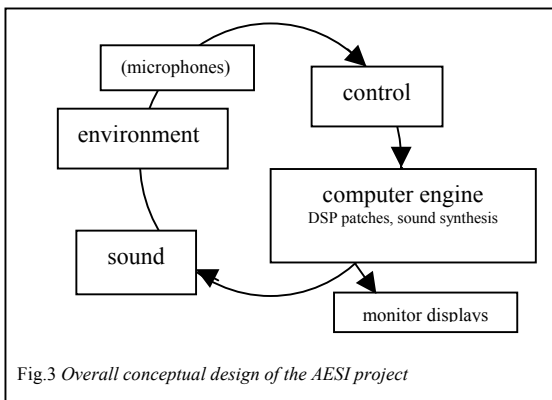 (microphones)
control
environment
computer engine
DSP patches, sound synthesis
sound
monitor displays
Fig.3 Overall conceptual design of the AESI project